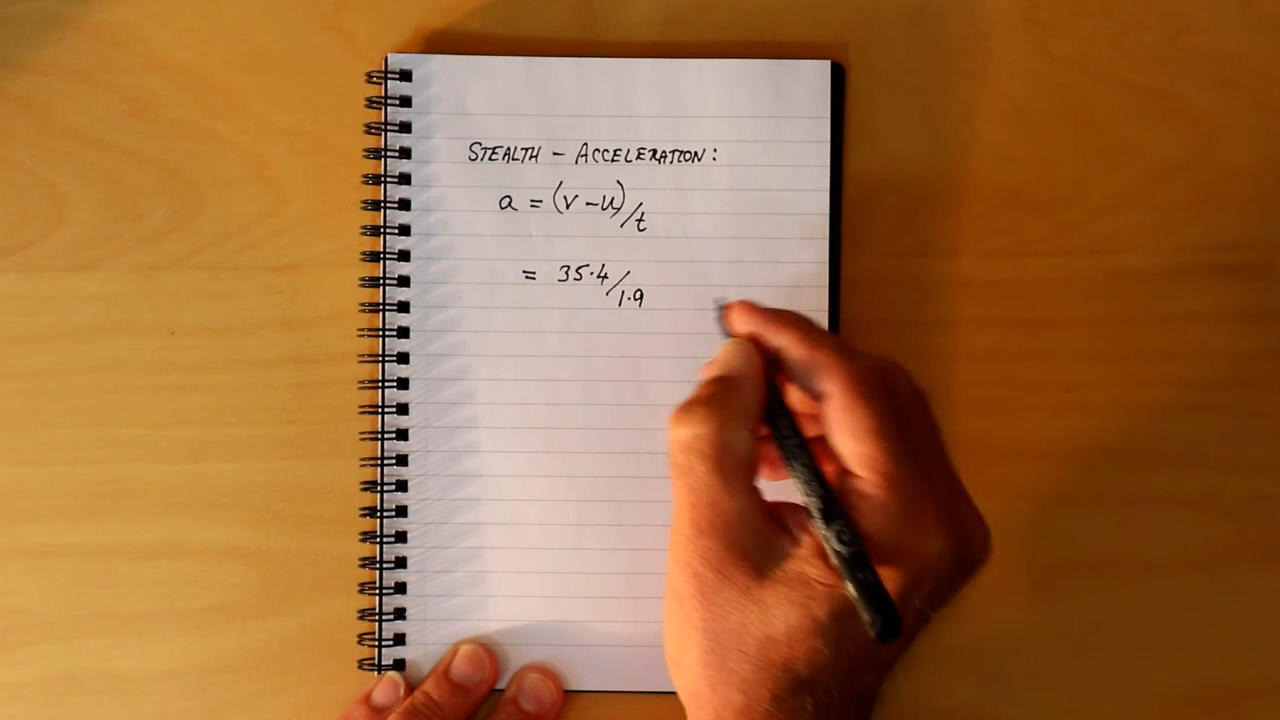 STEALTH - ACCELERATION:
a = (v-u)/t
= 35.4/1.9